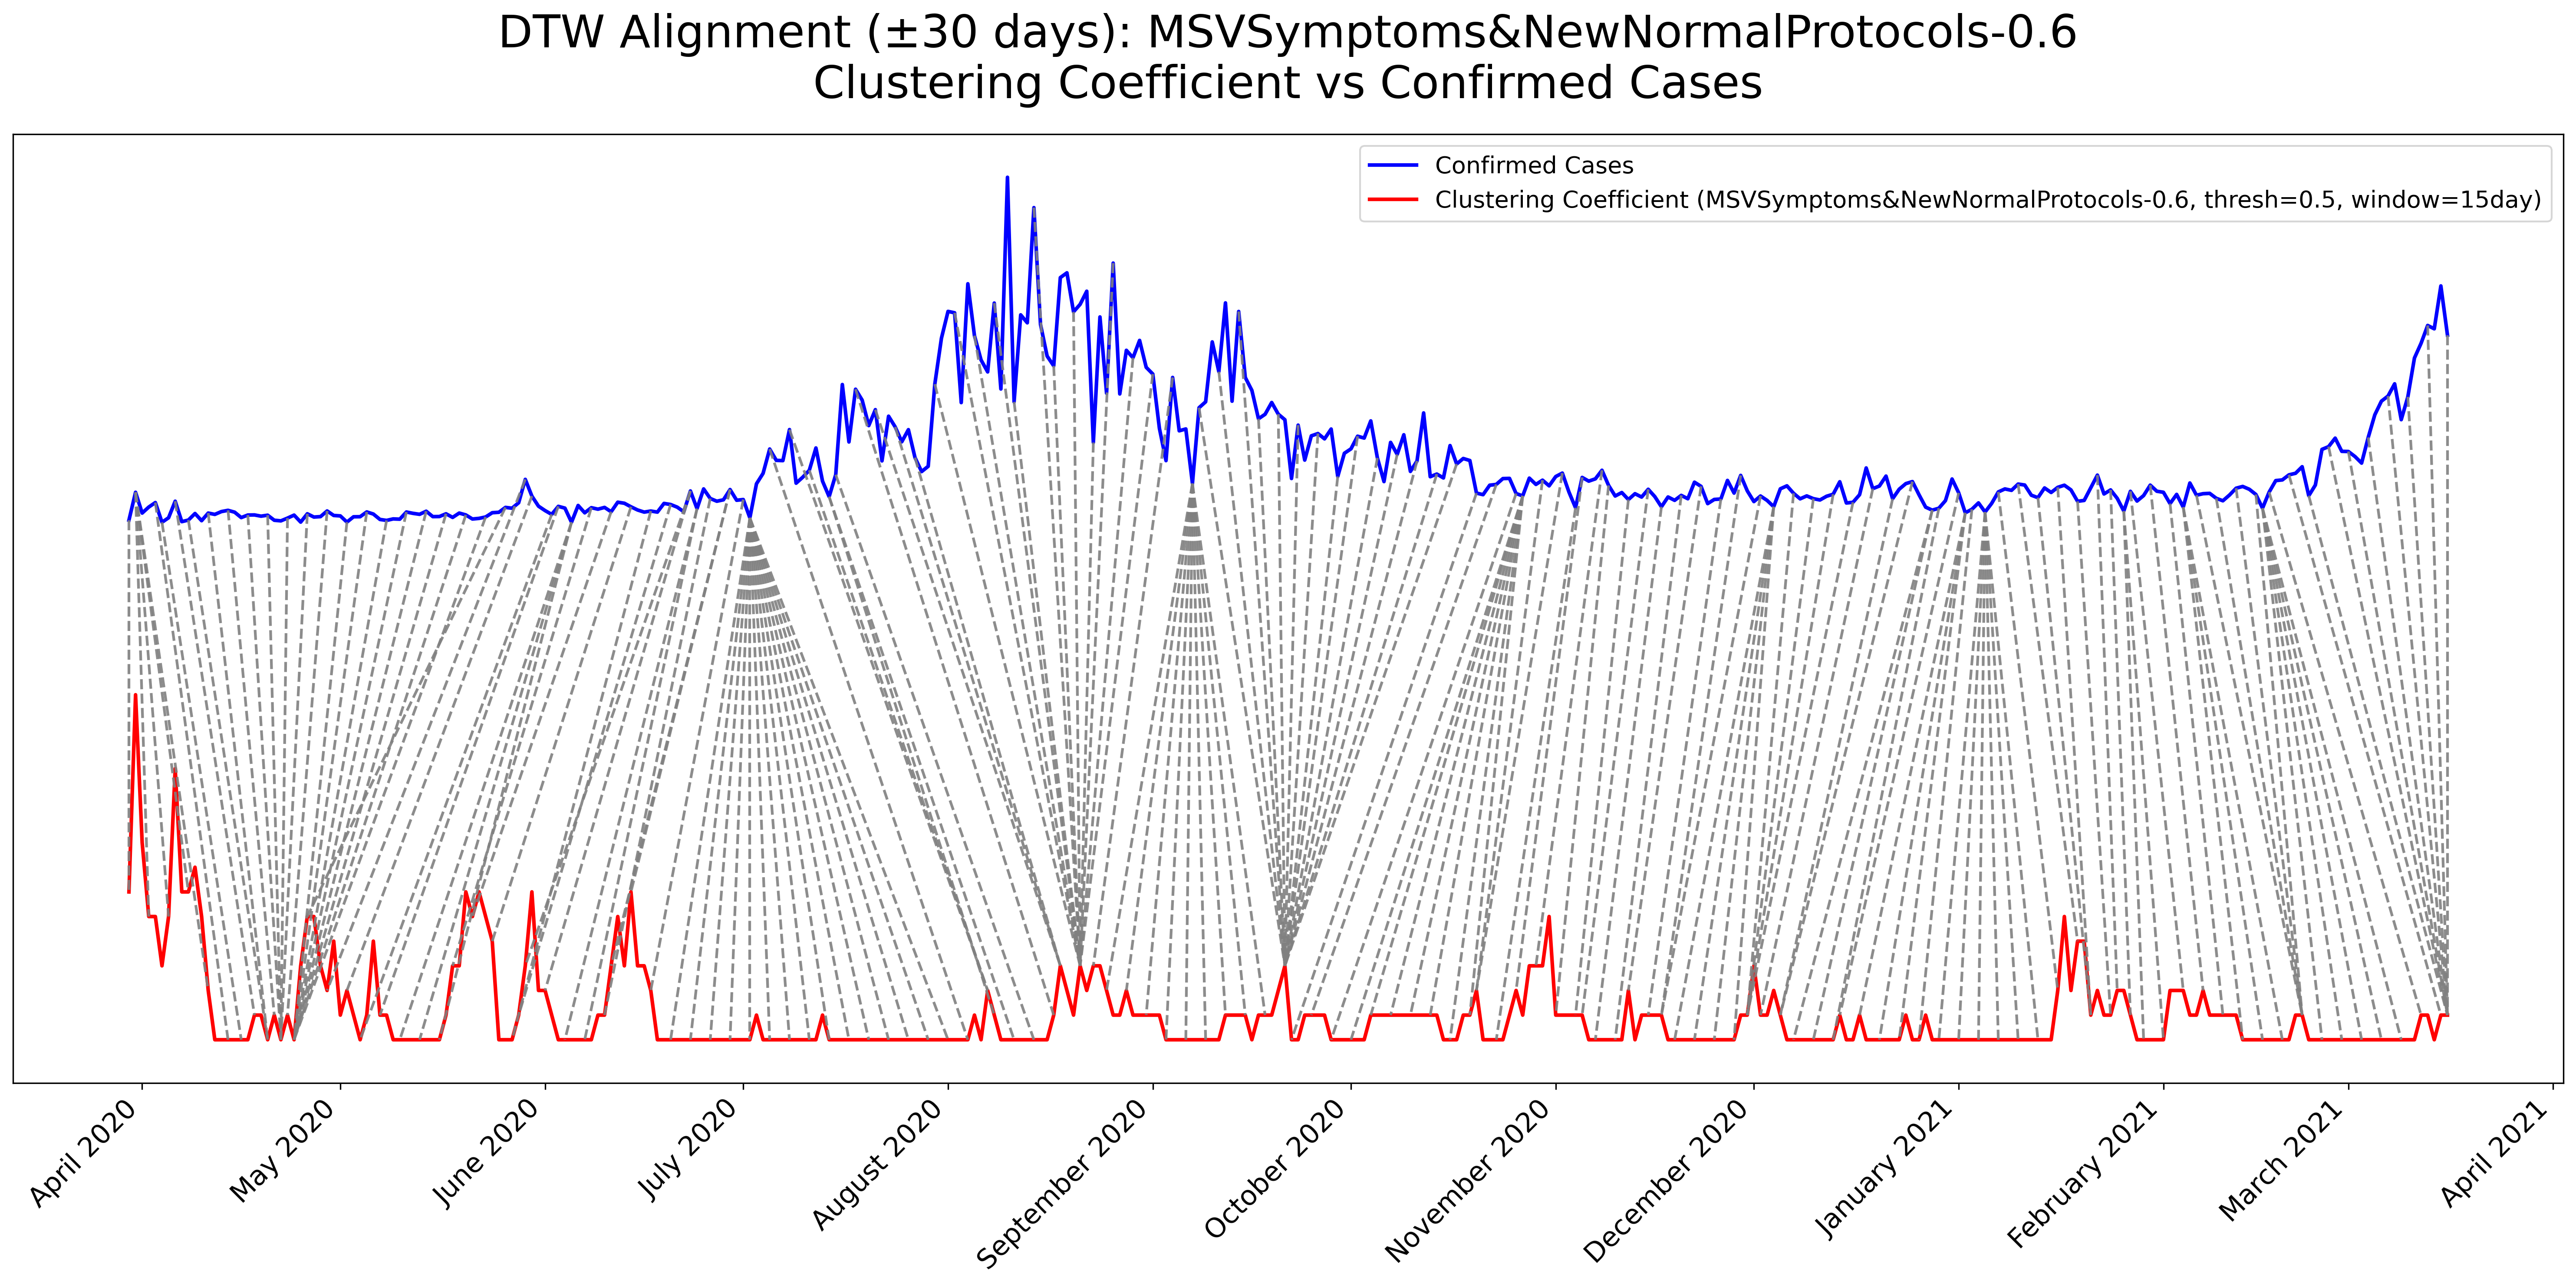 DTW Alignment (±30 days): MSVSymptoms&NewNormalProtocols-0.6
Clustering Coefficient vs Confirmed Cases
Confirmed Cases
Clustering Coefficient (MSVSymptoms&NewNormalProtocols-0.6, thresh=0.5, window=15day)
April 2020
May 2020
June 2020
July 2020
August 2020
September 2020
October 2020
November 2020
December 2020
January 2021
February 2021
March 2021
April 2021